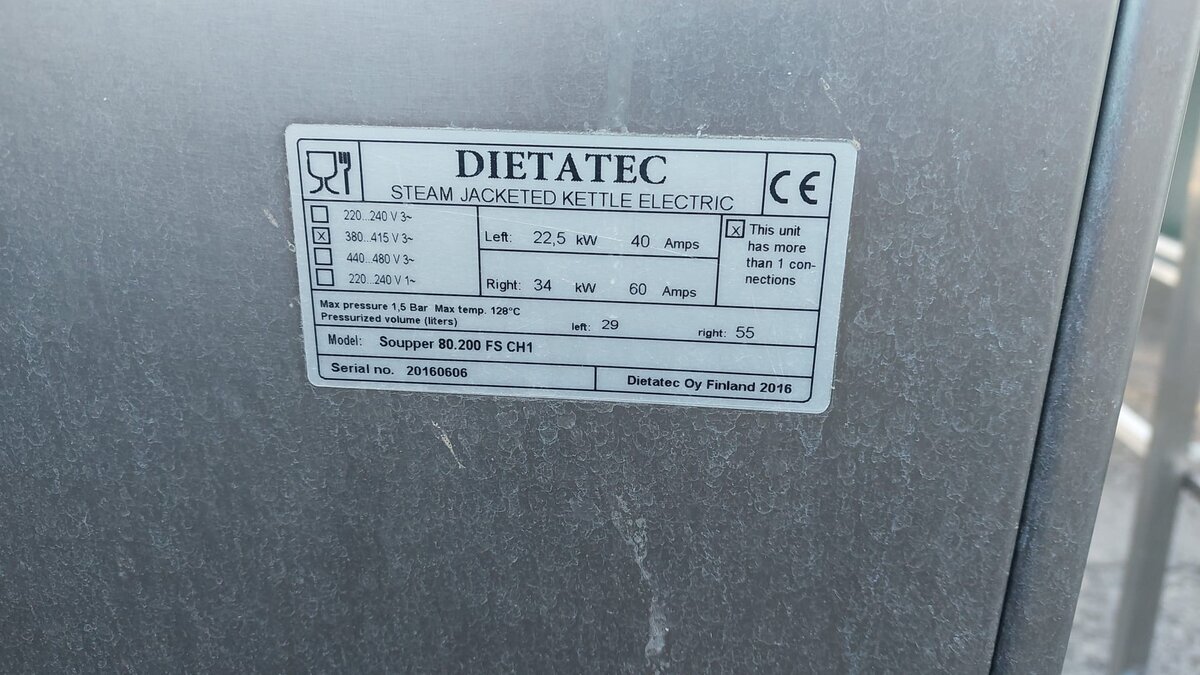 DIETATEC
STEAM JACKETED KETTLE ELECTRIC
CE
220...240 V 3~
x 380...415 V 3~
440...480 V 3~
220...240 V 1~
Left: 22,5 kW 40 Amps
Right: 34 kW 60 Amps
x This unit
has more
than 1 con-
nections
Max pressure 1,5 Bar Max temp. 128°C
Pressurized volume (liters) left: 29 right: 55
Model: Soupper 80.200 FS CH1
Serial no. 20160606
Dietatec Oy Finland 2016